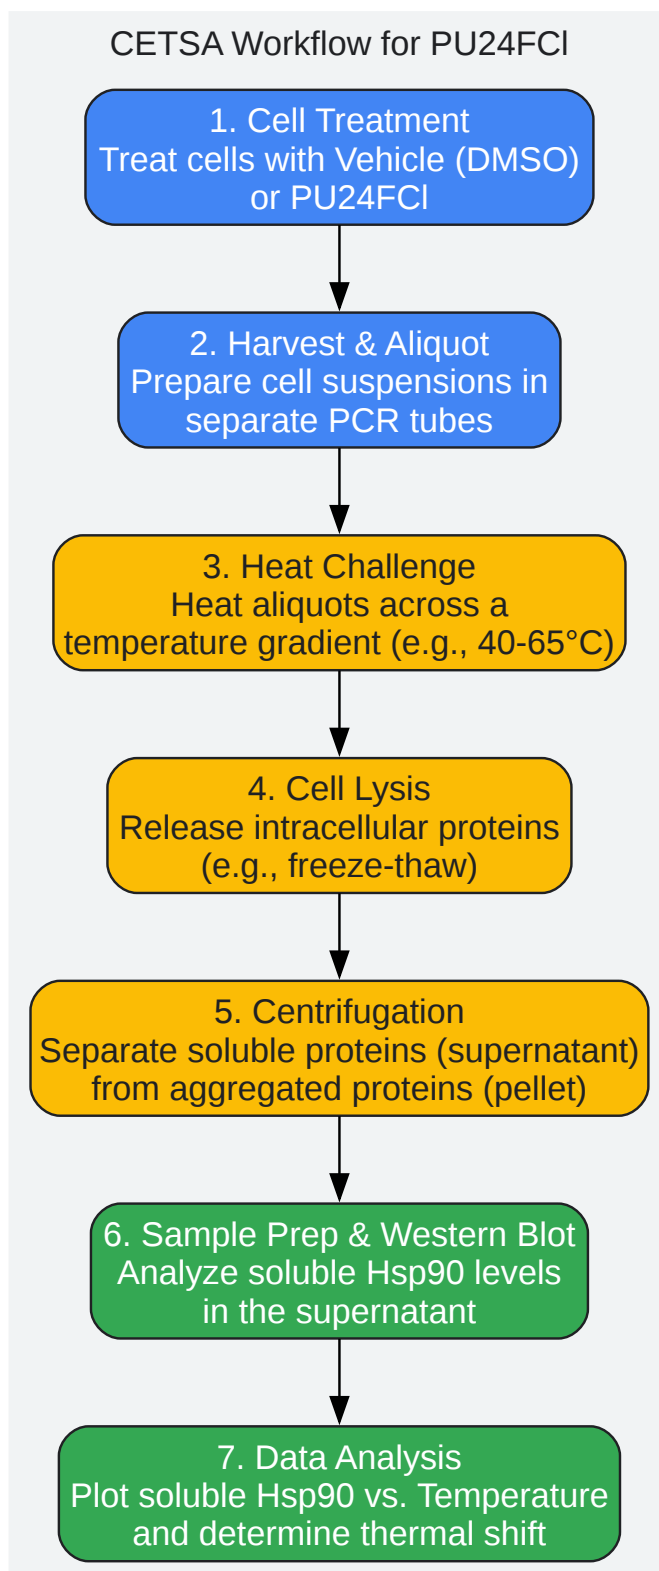 CETSA Workflow for PU24FCl
1. Cell Treatment
Treat cells with Vehicle (DMSO)
or PU24FCl
2. Harvest & Aliquot
Prepare cell suspensions in
separate PCR tubes
3. Heat Challenge
Heat aliquots across a
temperature gradient (e.g., 40-65°C)
4. Cell Lysis
Release intracellular proteins
(e.g., freeze-thaw)
5. Centrifugation
Separate soluble proteins (supernatant)
from aggregated proteins (pellet)
6. Sample Prep & Western Blot
Analyze soluble Hsp90 levels
in the supernatant
7. Data Analysis
Plot soluble Hsp90 vs. Temperature
and determine thermal shift